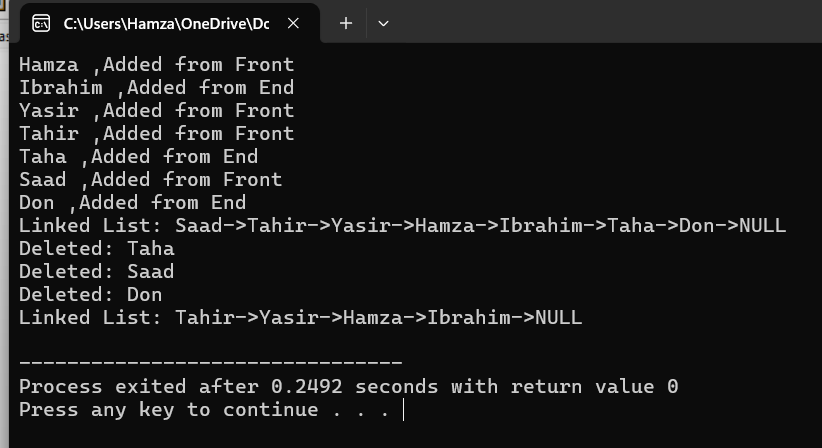 C:\Users\Hamza\OneDrive\Dc
Hamza ,Added from Front
Ibrahim ,Added from End
Yasir ,Added from Front
Tahir ,Added from Front
Taha ,Added from End
Saad ,Added from Front
Don ,Added from End
Linked List: Saad->Tahir->Yasir->Hamza->Ibrahim->Taha->Don->NULL
Deleted: Taha
Deleted: Saad
Deleted: Don
Linked List: Tahir->Yasir->Hamza->Ibrahim->NULL
--------------------------------
Process exited after 0.2492 seconds with return value 0
Press any key to continue . . .